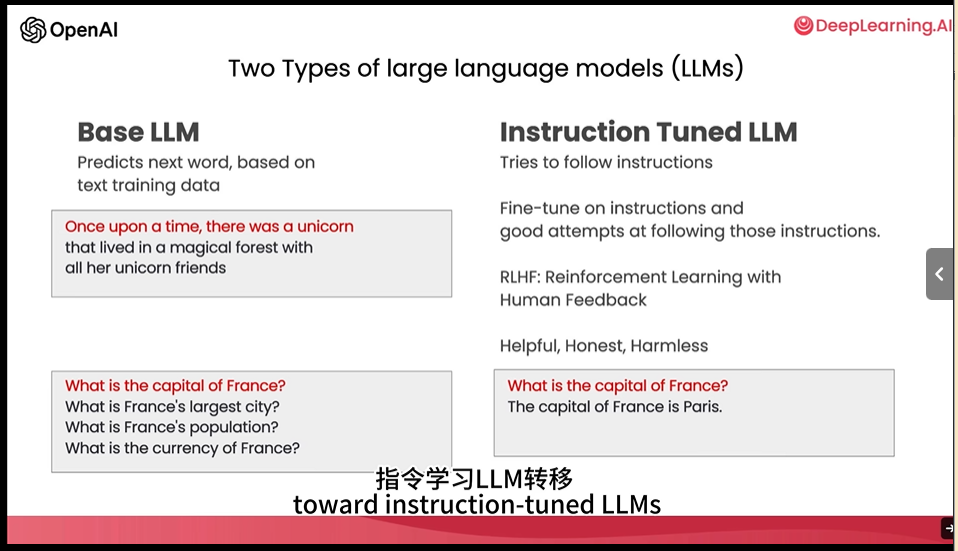 OpenAI
DeepLearning.AI
Two Types of large language models (LLMs)
Base LLM
Predicts next word, based on
text training data
Once upon a time, there was a unicorn
that lived in a magical forest with
all her unicorn friends
What is the capital of France?
What is France's largest city?
What is France's population?
What is the currency of France?
Instruction Tuned LLM
Tries to follow instructions
Fine-tune on instructions and
good attempts at following those instructions.
RLHF: Reinforcement Learning with
Human Feedback
Helpful, Honest, Harmless
What is the capital of France?
The capital of France is Paris.
指令学习LLM转移
toward instruction-tuned LLMs